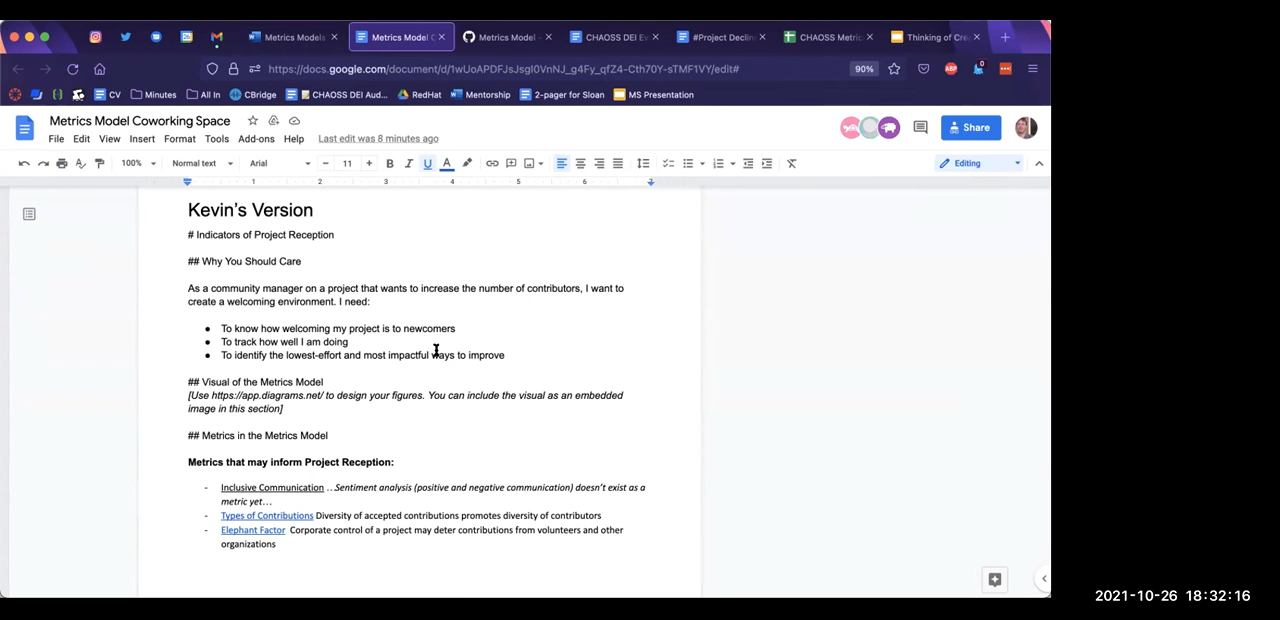 Metrics Models
Metrics Model C
Metrics Model -
CHAOSS DEI Ev
#Project Declin
CHAOSS Metric
Thinking of Cre
https://docs.google.com/document/d/1wUoAPDFJsJsgI0VnNJ_g4Fy_qfZ4-Cth70Y-sTMF1VY/edit#
90%
ABP
0
CV
Minutes
All In
CBridge
CHAOSS DEI Aud...
RedHat
Mentorship
2-pager for Sloan
MS Presentation
Metrics Model Coworking Space
Share
File Edit View Insert Format Tools Add-ons Help Last edit was 8 minutes ago
100% Normal text Arial 11 B I U A Editing
1 2 3 4 5 6
Kevin's Version
# Indicators of Project Reception
## Why You Should Care
As a community manager on a project that wants to increase the number of contributors, I want to
create a welcoming environment. I need:
● To know how welcoming my project is to newcomers
● To track how well I am doing
● To identify the lowest-effort and most impactful ways to improve
## Visual of the Metrics Model
[Use https://app.diagrams.net/ to design your figures. You can include the visual as an embedded
image in this section]
## Metrics in the Metrics Model
Metrics that may inform Project Reception:
- Inclusive Communication ...Sentiment analysis (positive and negative communication) doesn't exist as a
metric yet...
- Types of Contributions Diversity of accepted contributions promotes diversity of contributors
- Elephant Factor Corporate control of a project may deter contributions from volunteers and other
organizations
2021-10-26 18:32:16